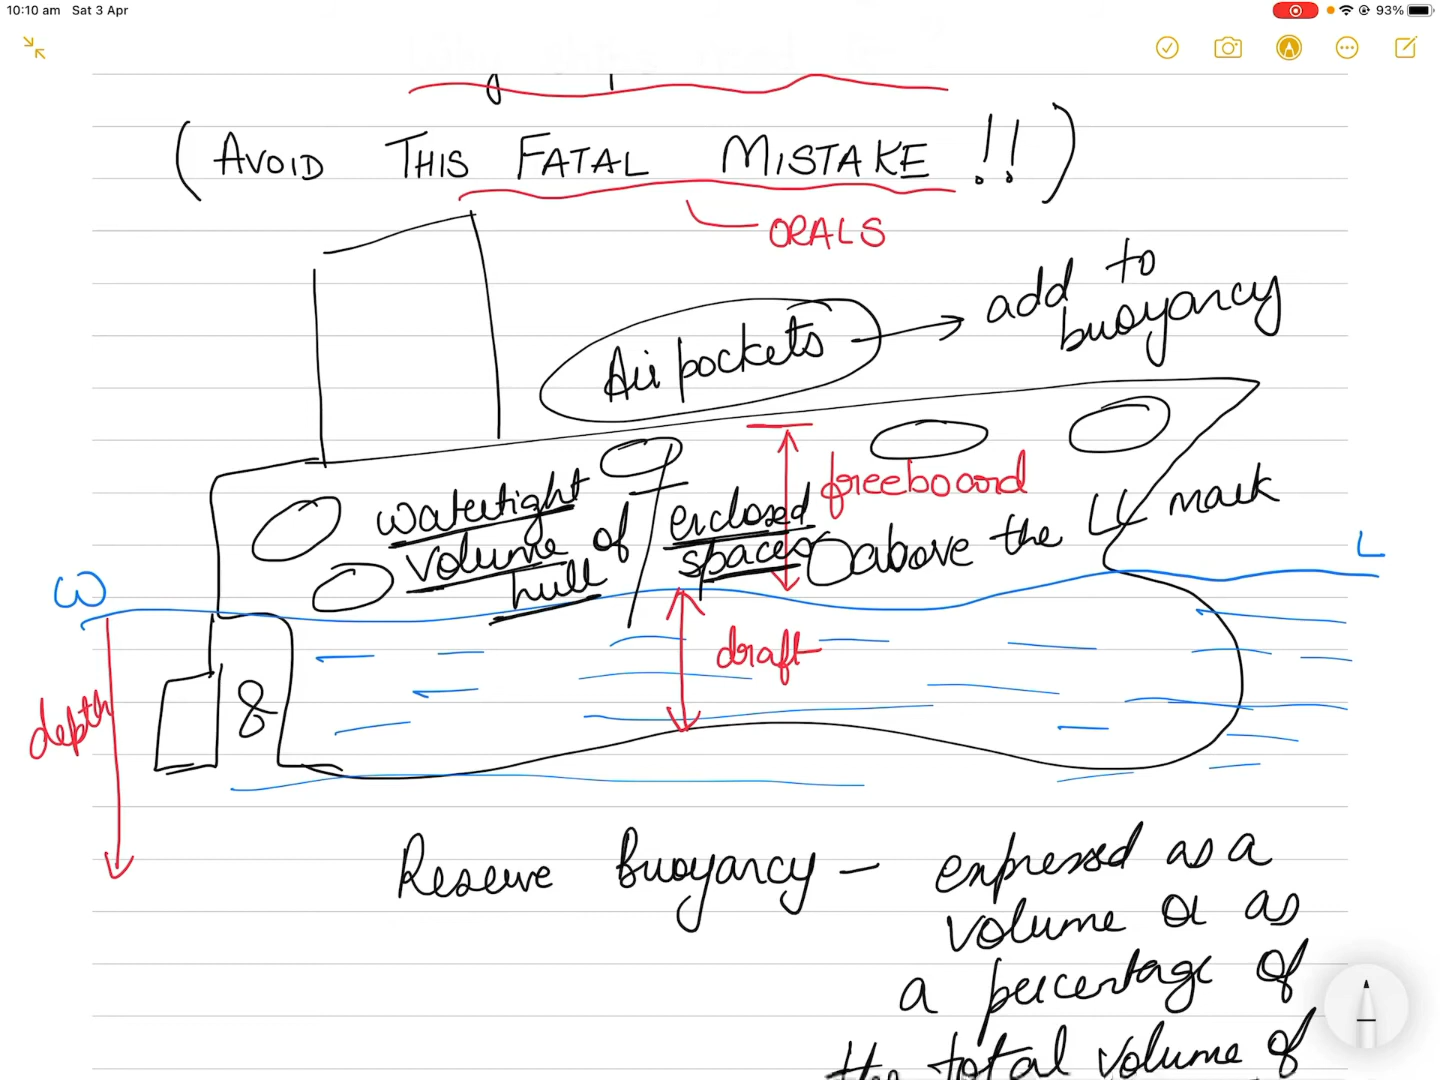 10:10 am Sat 3 Apr
93%
(AVOID THIS FATAL MISTAKE !!)
ORALS
Air pockets → add to
buoyancy
watertight
volume of
hull
enclosed
spaces
above the LL mark
freeboard
W
L
draft
depth
8
Reserve buoyancy — expressed as a
volume or as
a percentage of
the total volume of